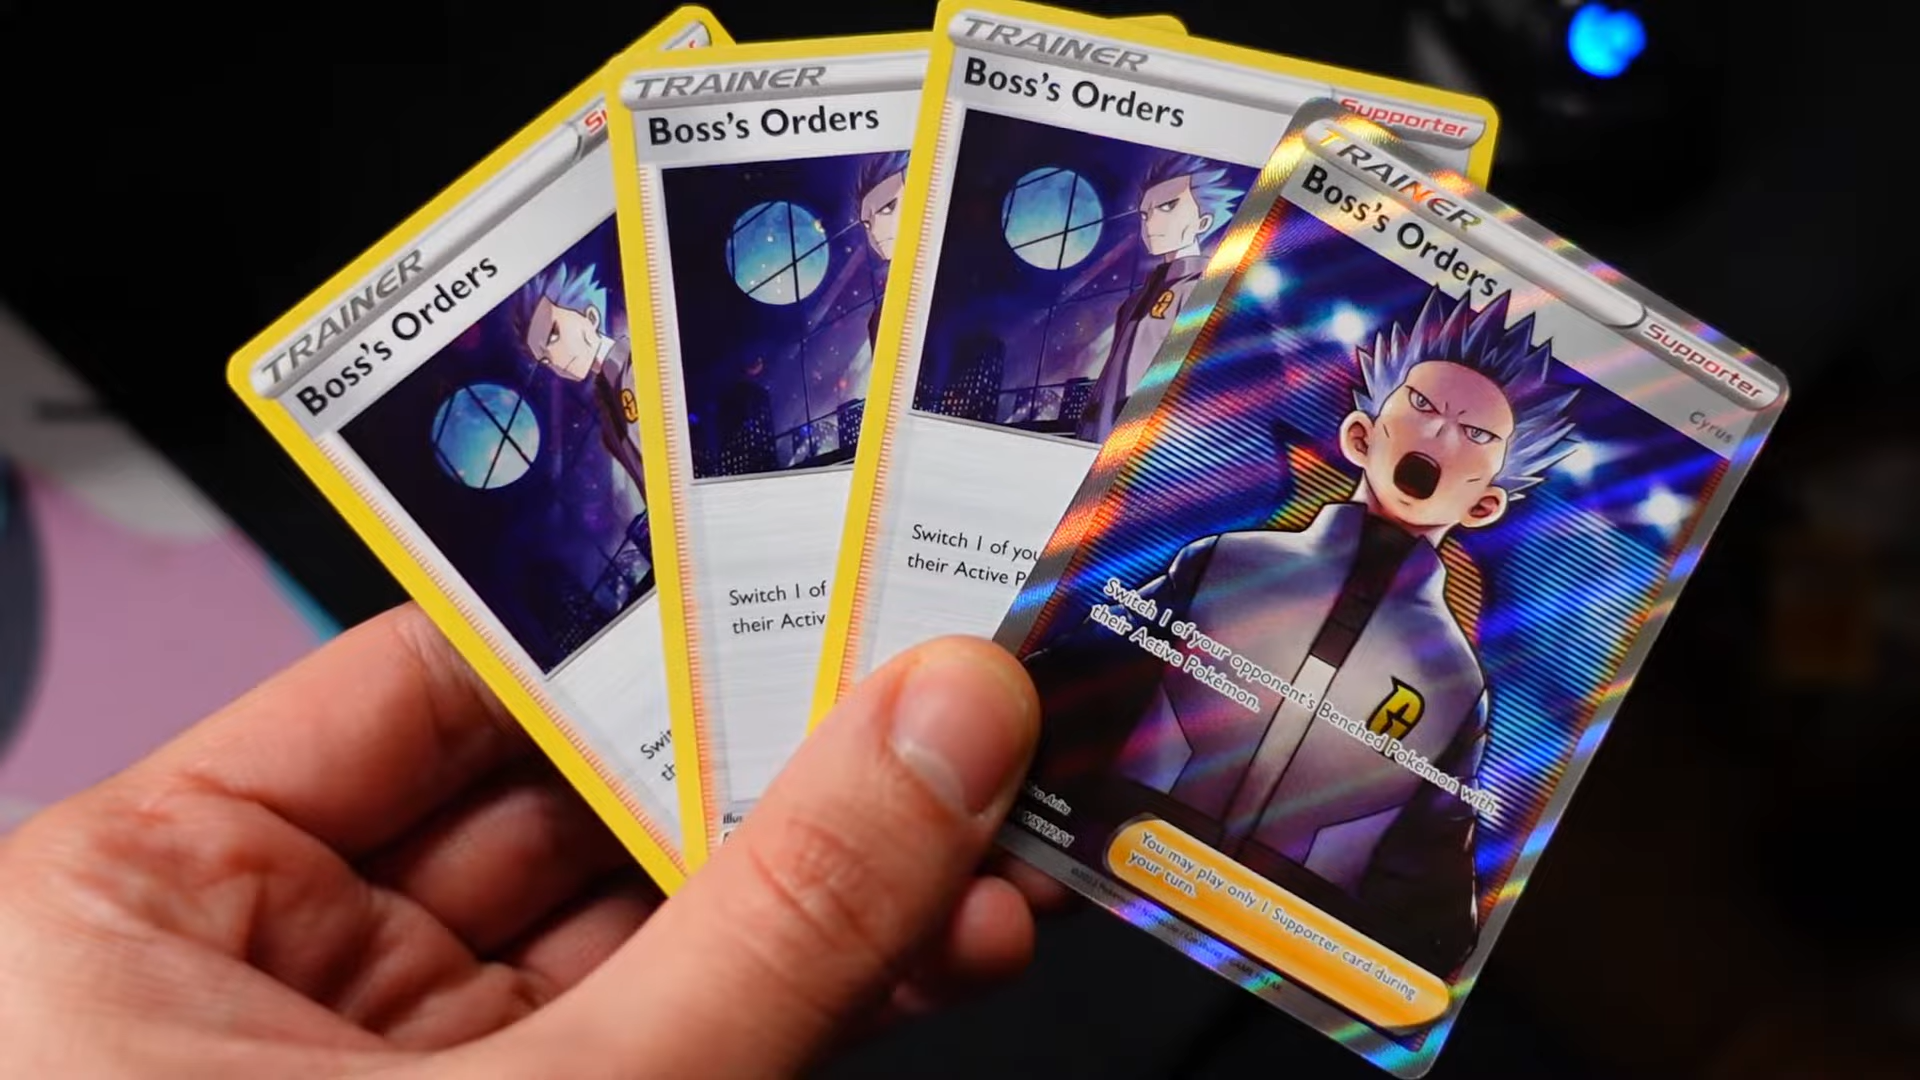 TRAINER
Boss's Orders
TRAINER
Boss's Orders
Switch 1 of
their Activ
TRAINER
Supporter
Boss's Orders
Switch 1 of you
their Active P
TRAINER
Supporter
Boss's Orders
Cyrus
Switch 1 of your opponent's Benched Pokémon with
their Active Pokémon.
You may play only 1 Supporter card during
your turn.